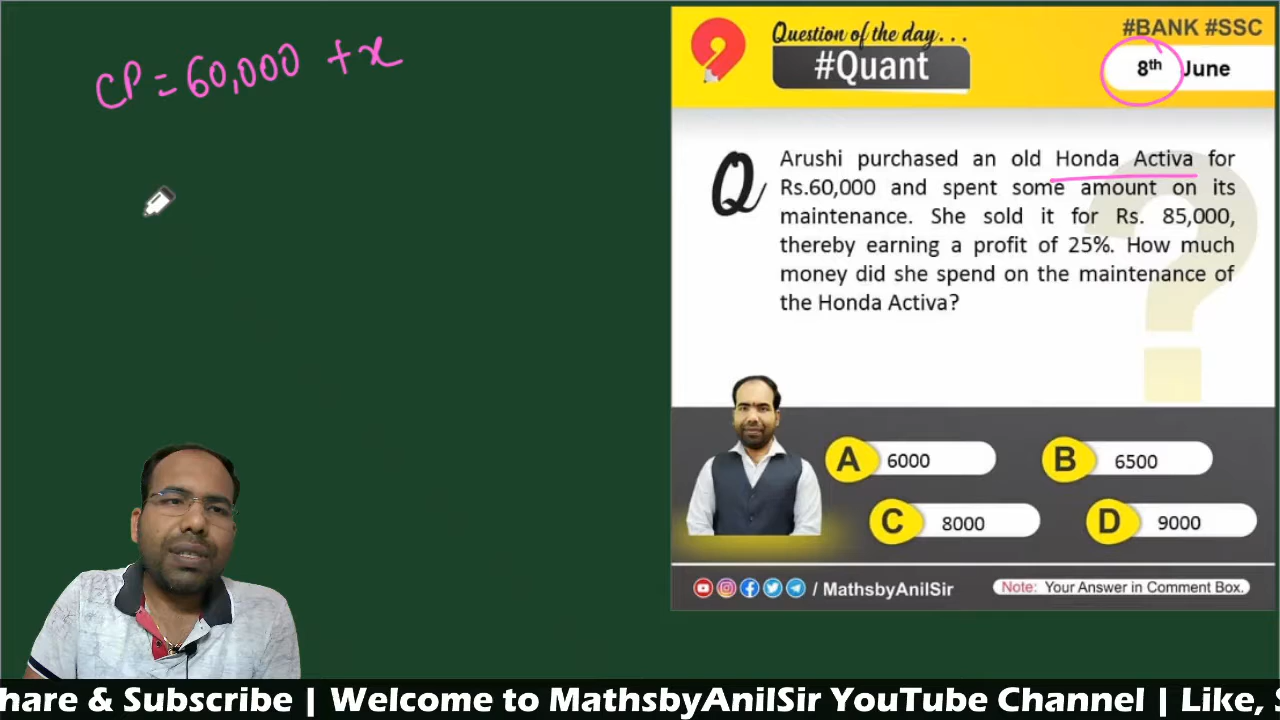 CP = 60,000 + x
Question of the day...
#Quant
#BANK #SSC
8th June
Q
Arushi purchased an old Honda Activa for
Rs.60,000 and spent some amount on its
maintenance. She sold it for Rs. 85,000,
thereby earning a profit of 25%. How much
money did she spend on the maintenance of
the Honda Activa?
A 6000
B 6500
C 8000
D 9000
/ MathsbyAnilSir
Note: Your Answer in Comment Box.
hare & Subscribe | Welcome to MathsbyAnilSir YouTube Channel | Like, S